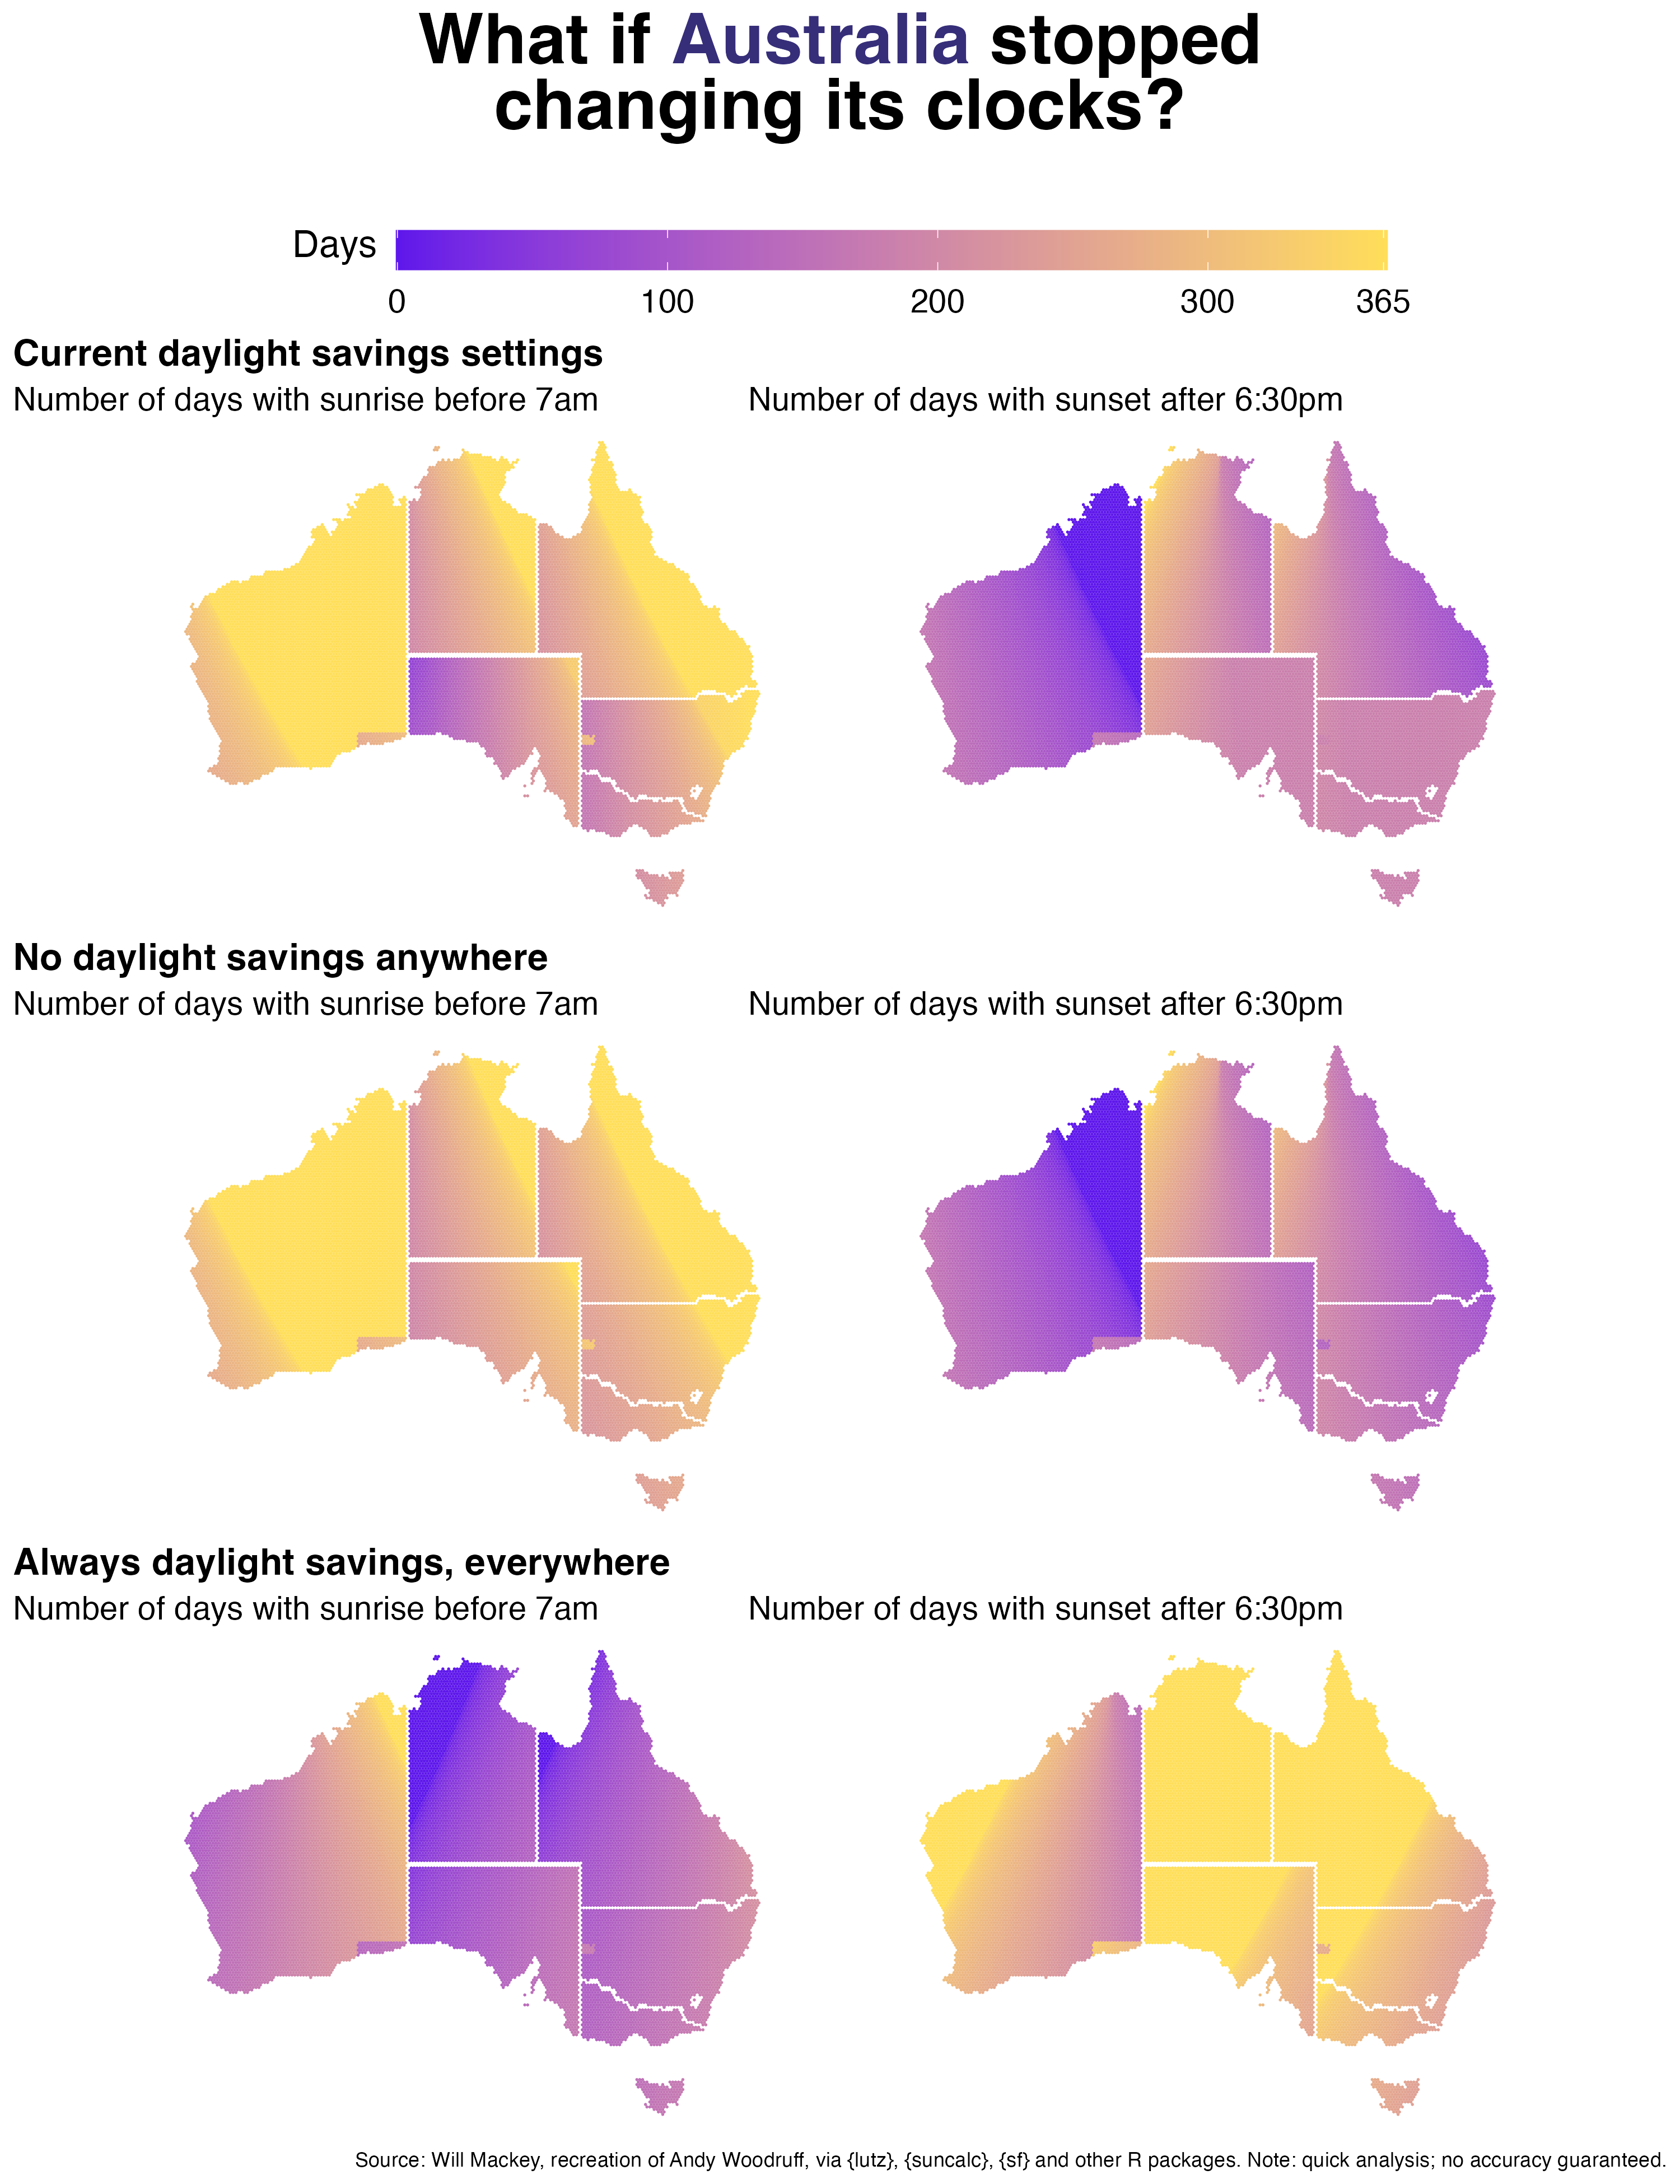 What if Australia stopped
changing its clocks?
Days
0 100 200 300 365
Current daylight savings settings
Number of days with sunrise before 7am
Number of days with sunset after 6:30pm
No daylight savings anywhere
Number of days with sunrise before 7am
Number of days with sunset after 6:30pm
Always daylight savings, everywhere
Number of days with sunrise before 7am
Number of days with sunset after 6:30pm
Source: Will Mackey, recreation of Andy Woodruff, via {lutz}, {suncalc}, {sf} and other R packages. Note: quick analysis; no accuracy guaranteed.